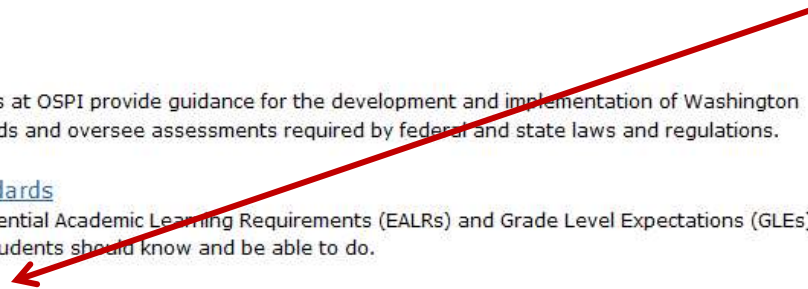 s at OSPI provide guidance for the development and implementation of Washington
ds and oversee assessments required by federal and state laws and regulations.
dards
ential Academic Learning Requirements (EALRs) and Grade Level Expectations (GLEs)
udents should know and be able to do.